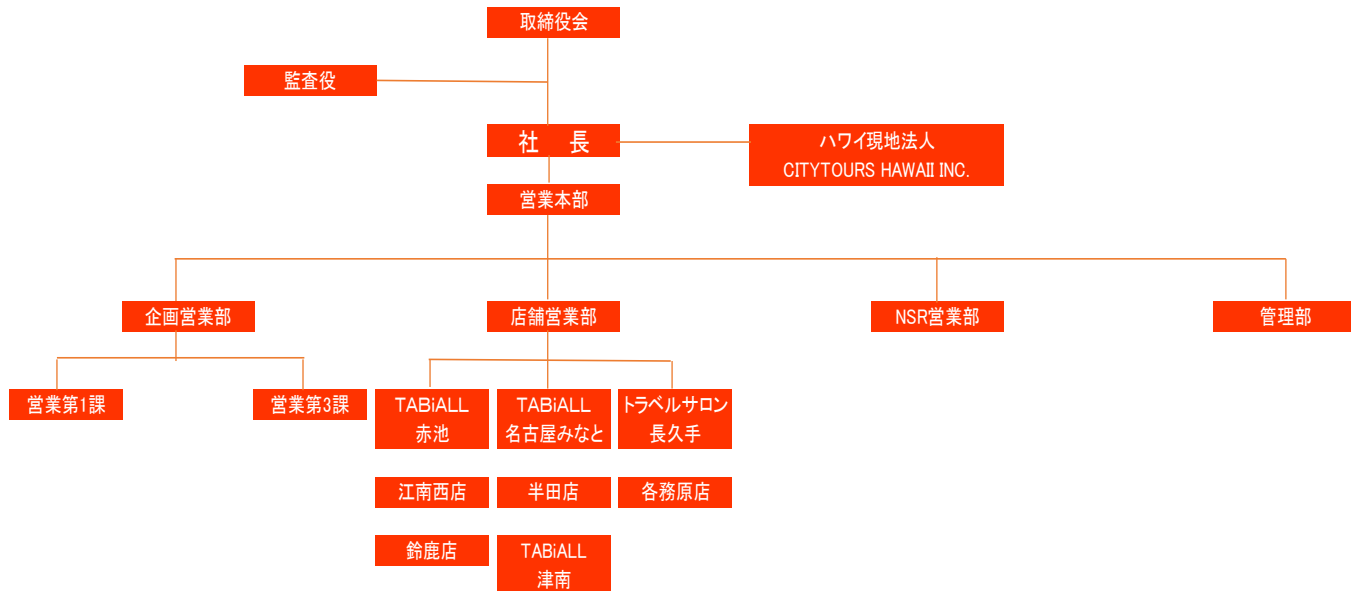 取締役会
監査役
社　長
ハワイ現地法人
CITYTOURS HAWAII INC.
営業本部
企画営業部
店舗営業部
NSR営業部
管理部
営業第1課
営業第3課
TABiALL
赤池
TABiALL
名古屋みなと
トラベルサロン
長久手
江南西店
半田店
各務原店
鈴鹿店
TABiALL
津南